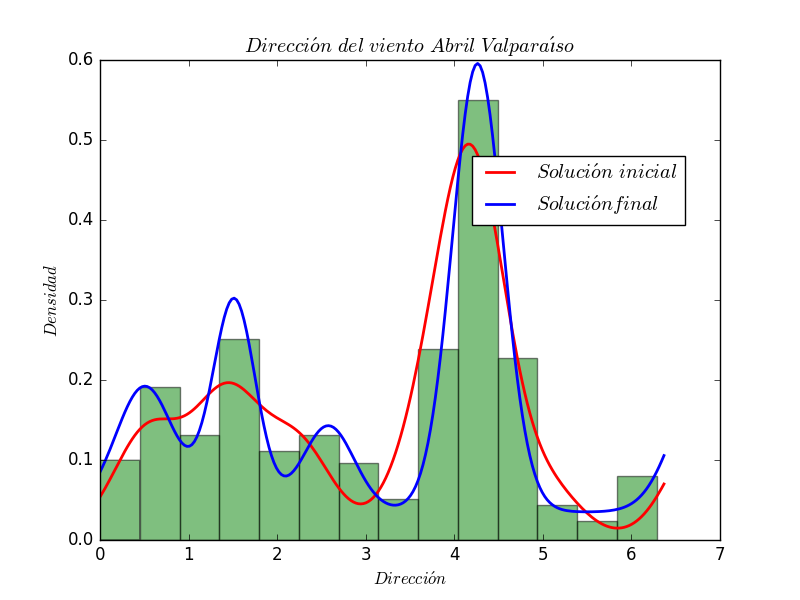 Dirección del viento Abril Valparaíso
0.6
0.5
0.4
0.3
0.2
0.1
0.0
Densidad
Solución inicial
Soluciónfinal
0 1 2 3 4 5 6 7
Dirección